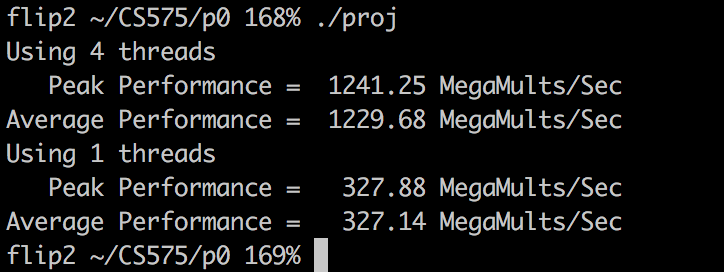 flip2 ~/CS575/p0 168% ./proj
Using 4 threads
   Peak Performance =  1241.25 MegaMults/Sec
Average Performance =  1229.68 MegaMults/Sec
Using 1 threads
   Peak Performance =   327.88 MegaMults/Sec
Average Performance =   327.14 MegaMults/Sec
flip2 ~/CS575/p0 169%